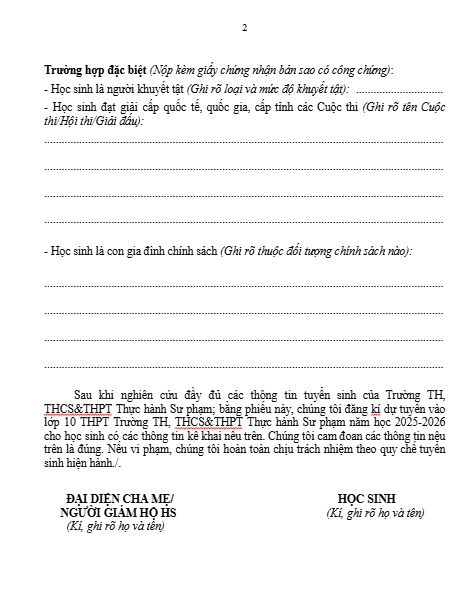 2
Trường hợp đặc biệt (Nộp kèm giấy chứng nhận bản sao có công chứng):
- Học sinh là người khuyết tật (Ghi rõ loại và mức độ khuyết tật): ..............................
- Học sinh đạt giải cấp quốc tế, quốc gia, cấp tỉnh các Cuộc thi (Ghi rõ tên Cuộc
thi/Hội thi/Giải đấu):
........................................................................................................................................
........................................................................................................................................
........................................................................................................................................
........................................................................................................................................
- Học sinh là con gia đình chính sách (Ghi rõ thuộc đối tượng chính sách nào):
........................................................................................................................................
........................................................................................................................................
........................................................................................................................................
........................................................................................................................................
Sau khi nghiên cứu đầy đủ các thông tin tuyển sinh của Trường TH,
THCS&THPT Thực hành Sư phạm; bằng phiếu này, chúng tôi đăng kí dự tuyển vào
lớp 10 THPT Trường TH, THCS&THPT Thực hành Sư phạm năm học 2025-2026
cho học sinh có các thông tin kê khai nêu trên. Chúng tôi cam đoan các thông tin nêu
trên là đúng. Nếu vi phạm, chúng tôi hoàn toàn chịu trách nhiệm theo quy chế tuyển
sinh hiện hành./.
ĐẠI DIỆN CHA MẸ/
NGƯỜI GIÁM HỘ HS
(Kí, ghi rõ họ và tên)
HỌC SINH
(Kí, ghi rõ họ và tên)